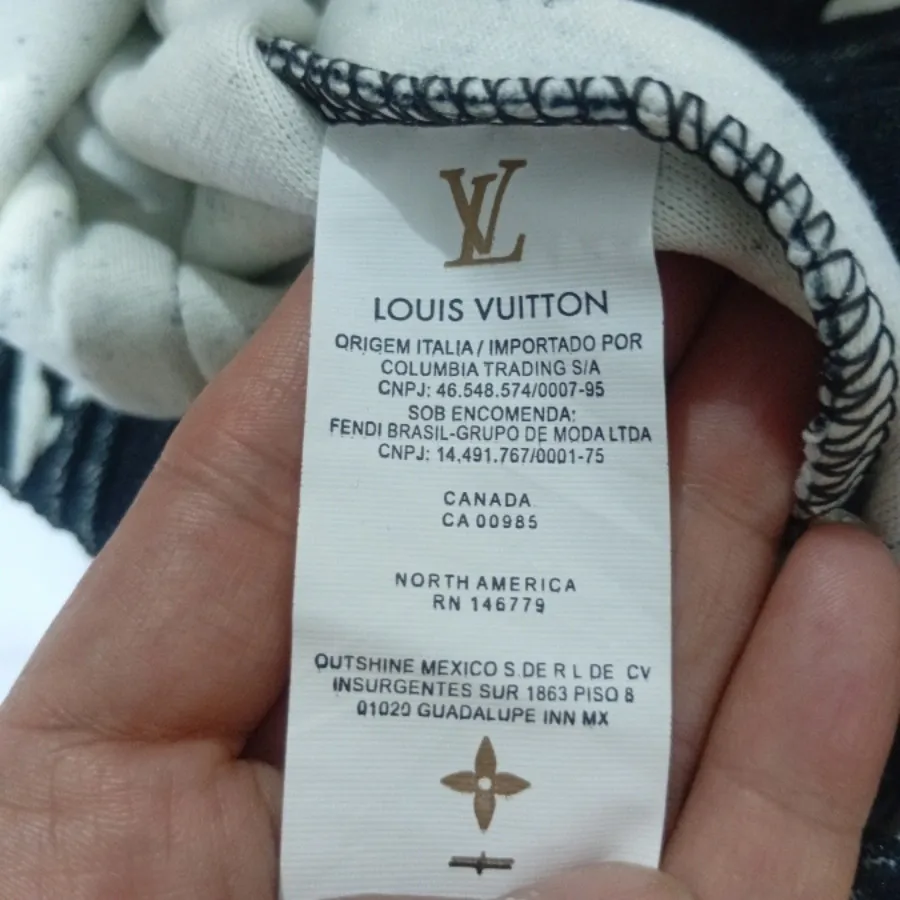 LV
LOUIS VUITTON
ORIGEM ITALIA / IMPORTADO POR
COLUMBIA TRADING S/A
CNPJ: 46.548.574/0007-95
SOB ENCOMENDA:
FENDI BRASIL-GRUPO DE MODA LTDA
CNPJ: 14.491.767/0001-75
CANADA
CA 00985
NORTH AMERICA
RN 146779
OUTSHINE MEXICO S DE R L DE CV
INSURGENTES SUR 1863 PISO 8
01020 GUADALUPE INN MX